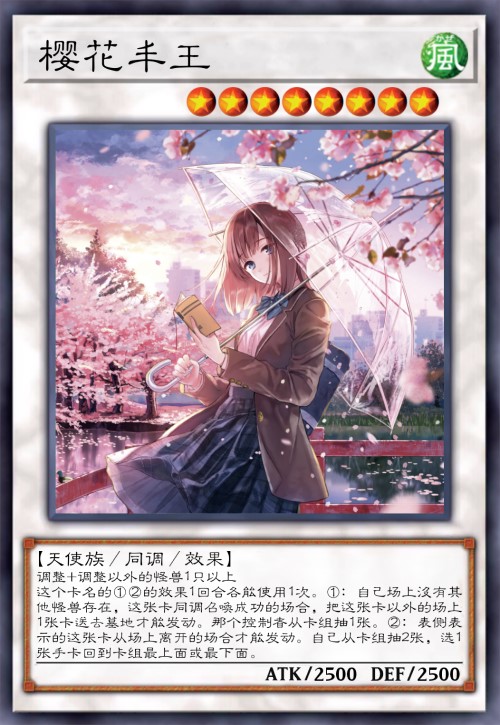 樱花丰王
風
かぜ
【天使族／同调／效果】
调整＋调整以外的怪兽1只以上
这个卡名的①②的效果1回合各能使用1次。①：自己场上没有其
他怪兽存在，这张卡同调召唤成功的场合，把这张卡以外的场上
1张卡送去墓地才能发动。那个控制者从卡组抽1张。②：表侧表
示的这张卡从场上离开的场合才能发动。自己从卡组抽2张，选1
张手卡回到卡组最上面或最下面。
ATK/2500 DEF/2500